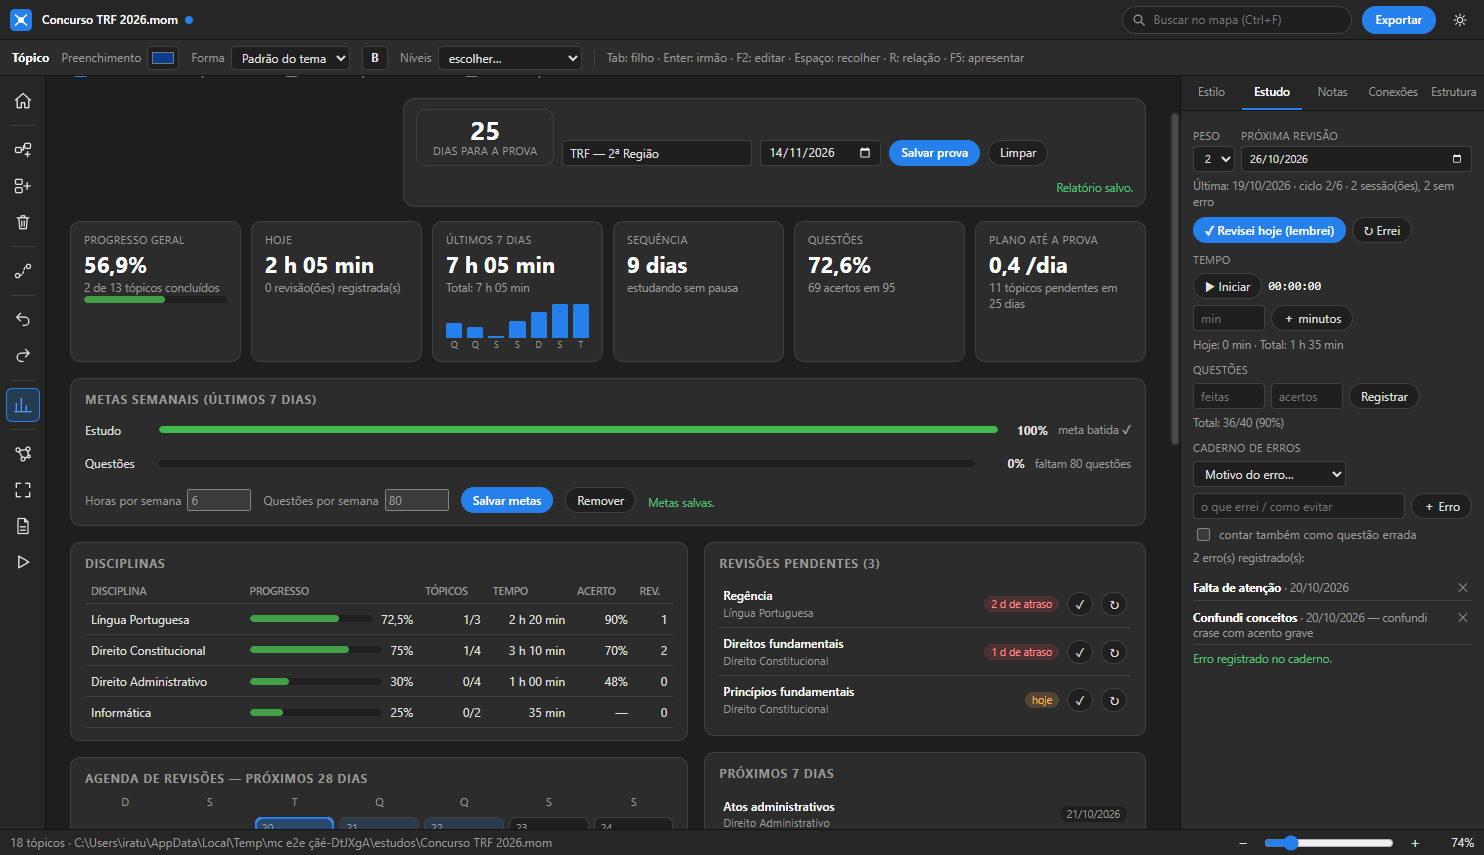 Concurso TRF 2026.mom
Buscar no mapa (Ctrl+F)
Exportar
Tópico
Preenchimento
Forma
Padrão do tema
B
Níveis
escolher...
Tab: filho · Enter: irmão · F2: editar · Espaço: recolher · R: relação · F5: apresentar
25
DIAS PARA A PROVA
TRF — 2ª Região
14/11/2026
Salvar prova
Limpar
Relatório salvo.
PROGRESSO GERAL
56,9%
2 de 13 tópicos concluídos
HOJE
2 h 05 min
0 revisão(ões) registrada(s)
ÚLTIMOS 7 DIAS
7 h 05 min
Total: 7 h 05 min
Q Q S S D S T
SEQUÊNCIA
9 dias
estudando sem pausa
QUESTÕES
72,6%
69 acertos em 95
PLANO ATÉ A PROVA
0,4 /dia
11 tópicos pendentes em
25 dias
METAS SEMANAIS (ÚLTIMOS 7 DIAS)
Estudo 100% meta batida ✓
Questões 0% faltam 80 questões
Horas por semana 6 Questões por semana 80 Salvar metas Remover Metas salvas.
DISCIPLINAS
DISCIPLINA PROGRESSO TÓPICOS TEMPO ACERTO REV.
Língua Portuguesa 72,5% 1/3 2 h 20 min 90% 1
Direito Constitucional 75% 1/4 3 h 10 min 70% 2
Direito Administrativo 30% 0/4 1 h 00 min 48% 0
Informática 25% 0/2 35 min — 0
REVISÕES PENDENTES (3)
Regência
Língua Portuguesa
2 d de atraso ✓ ↻
Direitos fundamentais
Direito Constitucional
1 d de atraso ✓ ↻
Princípios fundamentais
Direito Constitucional
hoje ✓ ↻
AGENDA DE REVISÕES — PRÓXIMOS 28 DIAS
D S T Q Q S S
20 21 22 23 24
PRÓXIMOS 7 DIAS
Atos administrativos
Direito Administrativo
21/10/2026
Estilo Estudo Notas Conexões Estrutura
PESO PRÓXIMA REVISÃO
2 26/10/2026
Última: 19/10/2026 · ciclo 2/6 · 2 sessão(ões), 2 sem
erro
✓ Revisei hoje (lembrei) ↻ Errei
TEMPO
▶ Iniciar 00:00:00
min + minutos
Hoje: 0 min · Total: 1 h 35 min
QUESTÕES
feitas acertos Registrar
Total: 36/40 (90%)
CADERNO DE ERROS
Motivo do erro...
o que errei / como evitar + Erro
contar também como questão errada
2 erro(s) registrado(s):
Falta de atenção · 20/10/2026
Confundi conceitos · 20/10/2026 — confundi
crase com acento grave
Erro registrado no caderno.
18 tópicos · C:\Users\iratu\AppData\Local\Temp\mc e2e çãé-DtJXgA\estudos\Concurso TRF 2026.mom
− + 74%